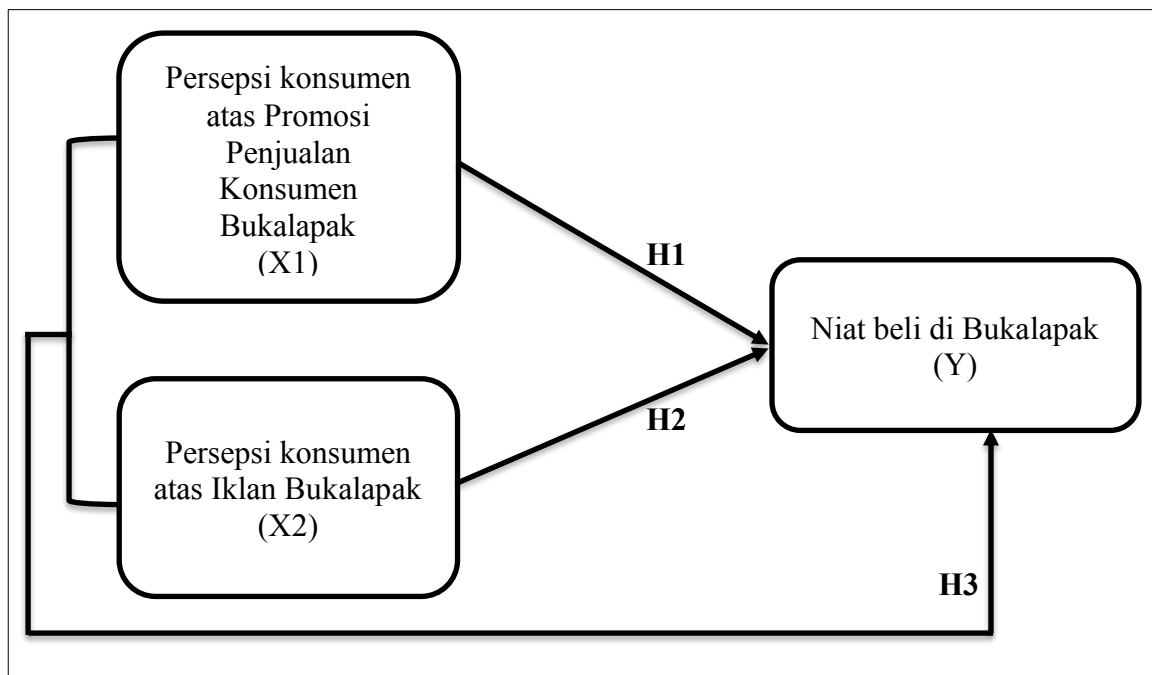 Persepsi konsumen
atas Promosi
Penjualan
Konsumen
Bukalapak
(X1)
H1
Niat beli di Bukalapak
(Y)
H2
Persepsi konsumen
atas Iklan Bukalapak
(X2)
H3